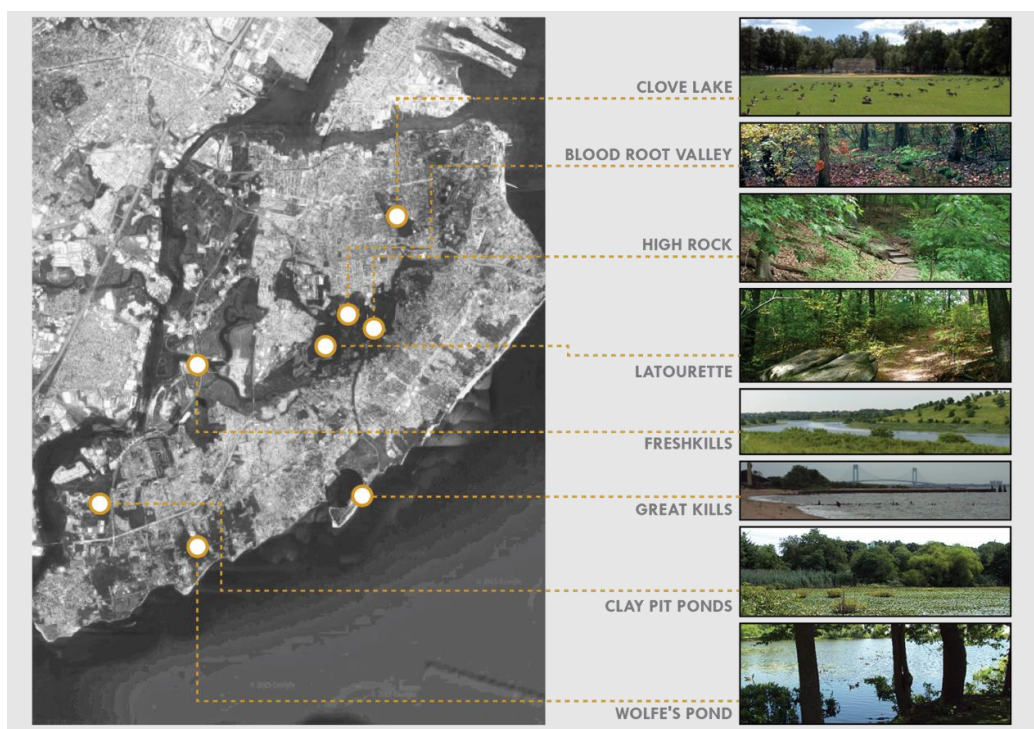 CLOVE LAKE
BLOOD ROOT VALLEY
HIGH ROCK
LATOURETTE
FRESHKILLS
GREAT KILLS
CLAY PIT PONDS
WOLFE'S POND